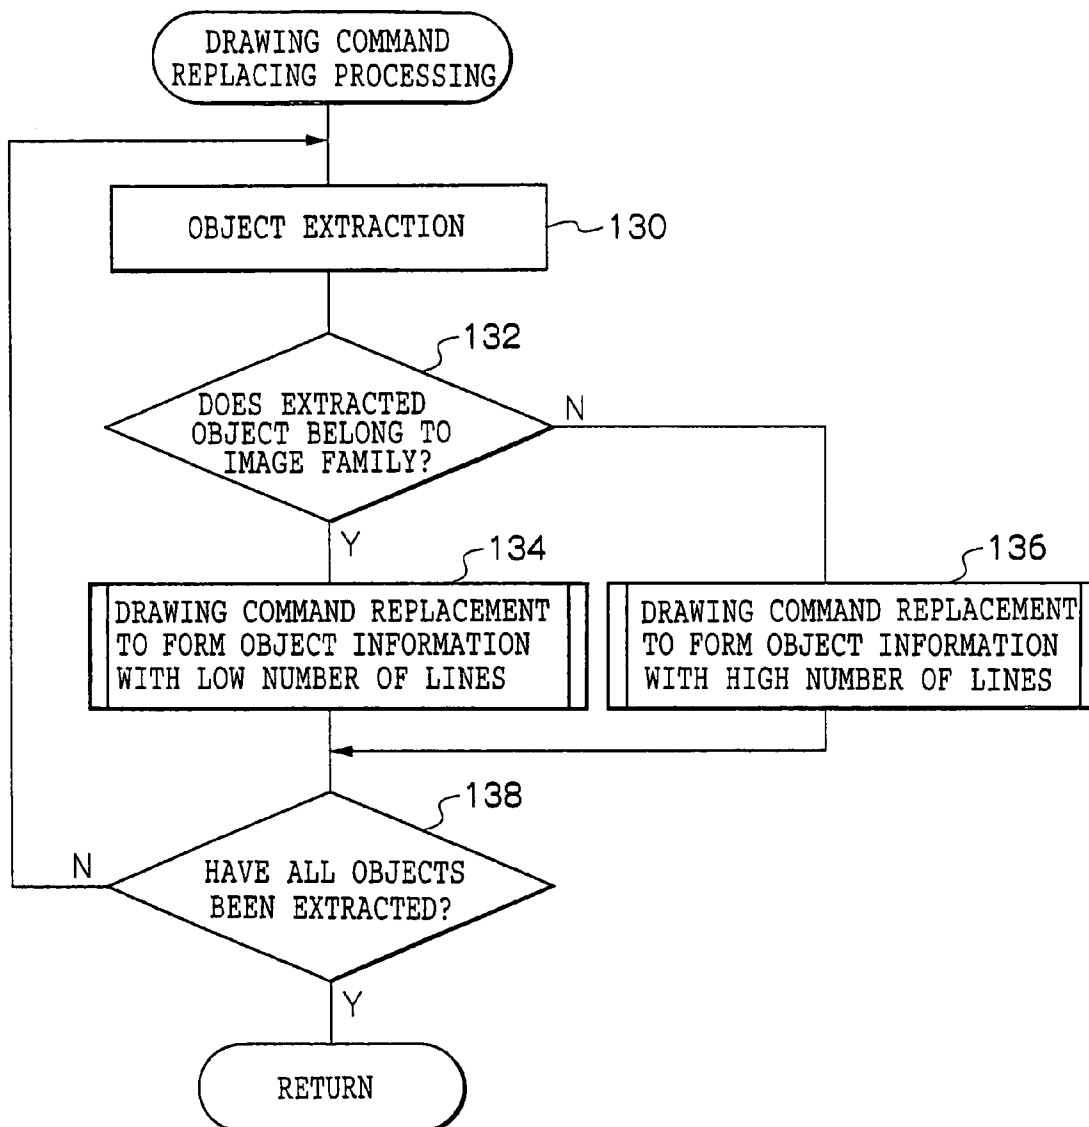 DRAWING COMMAND
REPLACING PROCESSING
OBJECT EXTRACTION
130
132
DOES EXTRACTED
OBJECT BELONG TO
IMAGE FAMILY?
N
Y
134
136
DRAWING COMMAND REPLACEMENT
TO FORM OBJECT INFORMATION
WITH LOW NUMBER OF LINES
DRAWING COMMAND REPLACEMENT
TO FORM OBJECT INFORMATION
WITH HIGH NUMBER OF LINES
138
N
HAVE ALL OBJECTS
BEEN EXTRACTED?
Y
RETURN